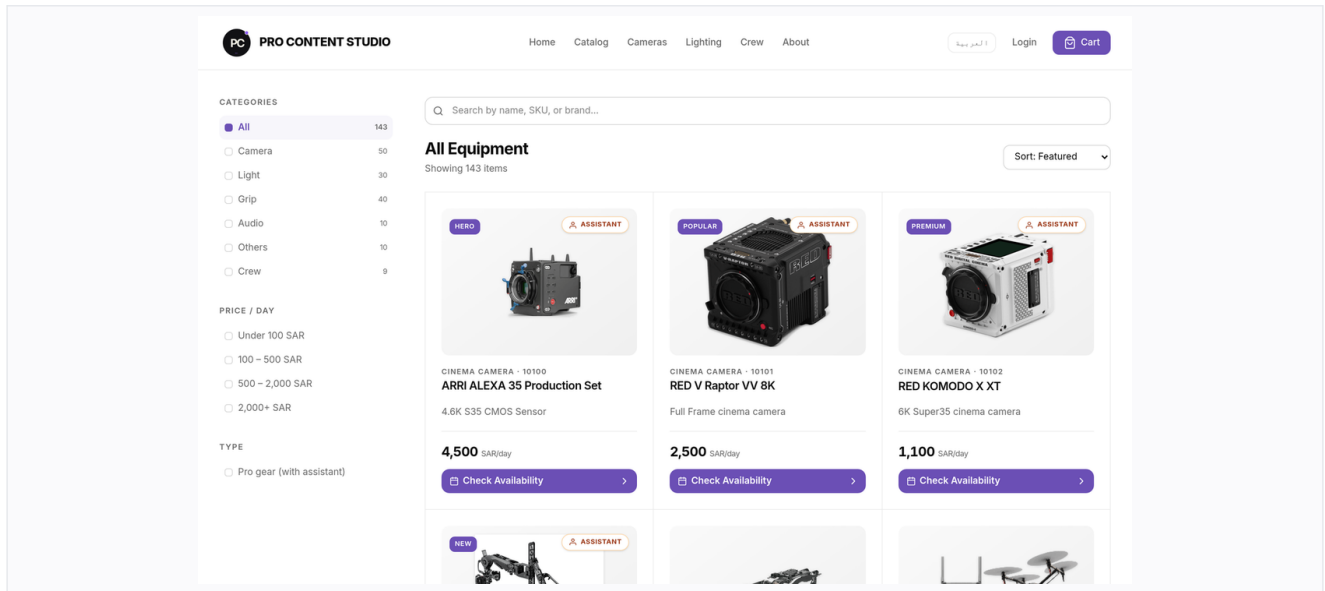 PC
PRO CONTENT STUDIO
Home
Catalog
Cameras
Lighting
Crew
About
العربية
Login
Cart
CATEGORIES
All 143
Camera 50
Light 30
Grip 40
Audio 10
Others 10
Crew 9
PRICE / DAY
Under 100 SAR
100 – 500 SAR
500 – 2,000 SAR
2,000+ SAR
TYPE
Pro gear (with assistant)
Search by name, SKU, or brand...
All Equipment
Showing 143 items
Sort: Featured
HERO
ASSISTANT
ARRI
CINEMA CAMERA · 10100
ARRI ALEXA 35 Production Set
4.6K S35 CMOS Sensor
4,500 SAR/day
Check Availability
POPULAR
ASSISTANT
RED
CINEMA CAMERA · 10101
RED V Raptor VV 8K
Full Frame cinema camera
2,500 SAR/day
Check Availability
PREMIUM
ASSISTANT
RED DIGITAL CINEMA
RED
CINEMA CAMERA · 10102
RED KOMODO X XT
6K Super35 cinema camera
1,100 SAR/day
Check Availability
NEW
ASSISTANT